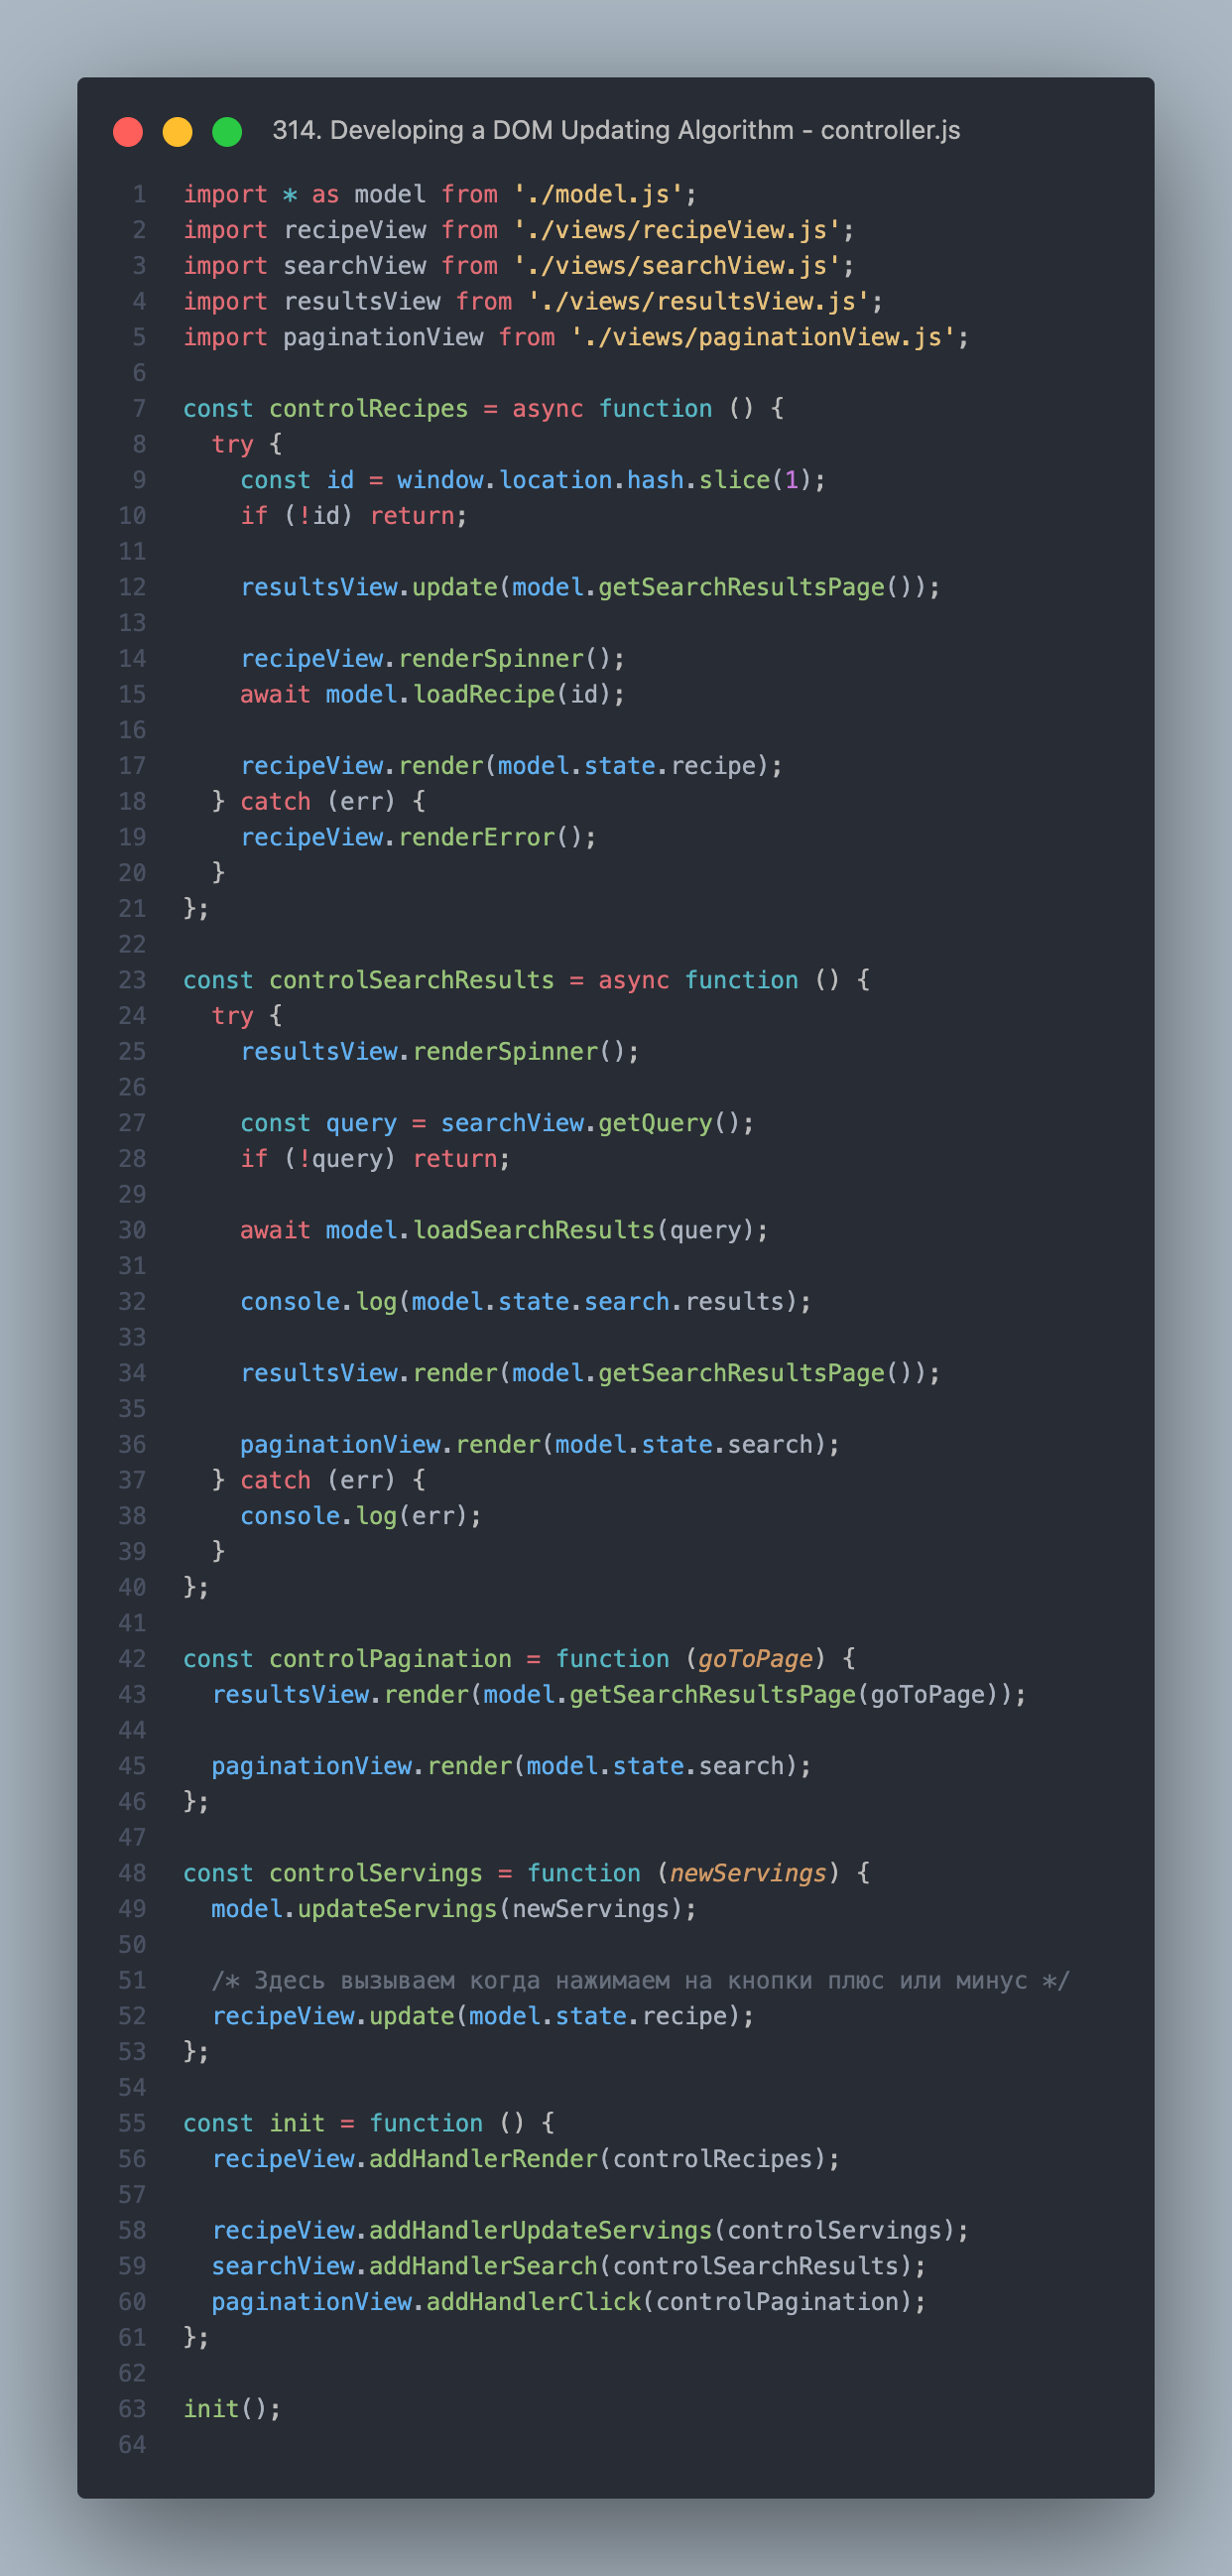 314. Developing a DOM Updating Algorithm - controller.js
1 import * as model from './model.js';
2 import recipeView from './views/recipeView.js';
3 import searchView from './views/searchView.js';
4 import resultsView from './views/resultsView.js';
5 import paginationView from './views/paginationView.js';
6
7 const controlRecipes = async function () {
8   try {
9     const id = window.location.hash.slice(1);
10     if (!id) return;
11
12     resultsView.update(model.getSearchResultsPage());
13
14     recipeView.renderSpinner();
15     await model.loadRecipe(id);
16
17     recipeView.render(model.state.recipe);
18   } catch (err) {
19     recipeView.renderError();
20   }
21 };
22
23 const controlSearchResults = async function () {
24   try {
25     resultsView.renderSpinner();
26
27     const query = searchView.getQuery();
28     if (!query) return;
29
30     await model.loadSearchResults(query);
31
32     console.log(model.state.search.results);
33
34     resultsView.render(model.getSearchResultsPage());
35
36     paginationView.render(model.state.search);
37   } catch (err) {
38     console.log(err);
39   }
40 };
41
42 const controlPagination = function (goToPage) {
43   resultsView.render(model.getSearchResultsPage(goToPage));
44
45   paginationView.render(model.state.search);
46 };
47
48 const controlServings = function (newServings) {
49   model.updateServings(newServings);
50
51   /* Здесь вызываем когда нажимаем на кнопки плюс или минус */
52   recipeView.update(model.state.recipe);
53 };
54
55 const init = function () {
56   recipeView.addHandlerRender(controlRecipes);
57
58   recipeView.addHandlerUpdateServings(controlServings);
59   searchView.addHandlerSearch(controlSearchResults);
60   paginationView.addHandlerClick(controlPagination);
61 };
62
63 init();
64